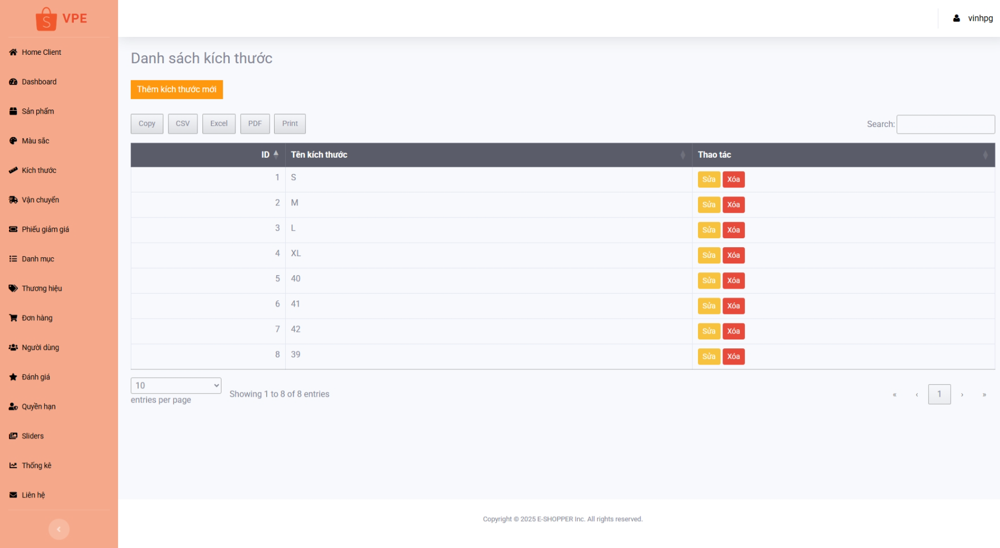 S VPE
vinhpg
Home Client
Dashboard
Sản phẩm
Màu sắc
Kích thước
Vận chuyển
Phiếu giảm giá
Danh mục
Thương hiệu
Đơn hàng
Người dùng
Đánh giá
Quyền hạn
Sliders
Thống kê
Liên hệ
Danh sách kích thước
Thêm kích thước mới
Copy CSV Excel PDF Print
Search:
ID Tên kích thước Thao tác
1 S Sửa Xóa
2 M Sửa Xóa
3 L Sửa Xóa
4 XL Sửa Xóa
5 40 Sửa Xóa
6 41 Sửa Xóa
7 42 Sửa Xóa
8 39 Sửa Xóa
10
entries per page
Showing 1 to 8 of 8 entries
« ‹ 1 › »
Copyright © 2025 E-SHOPPER Inc. All rights reserved.